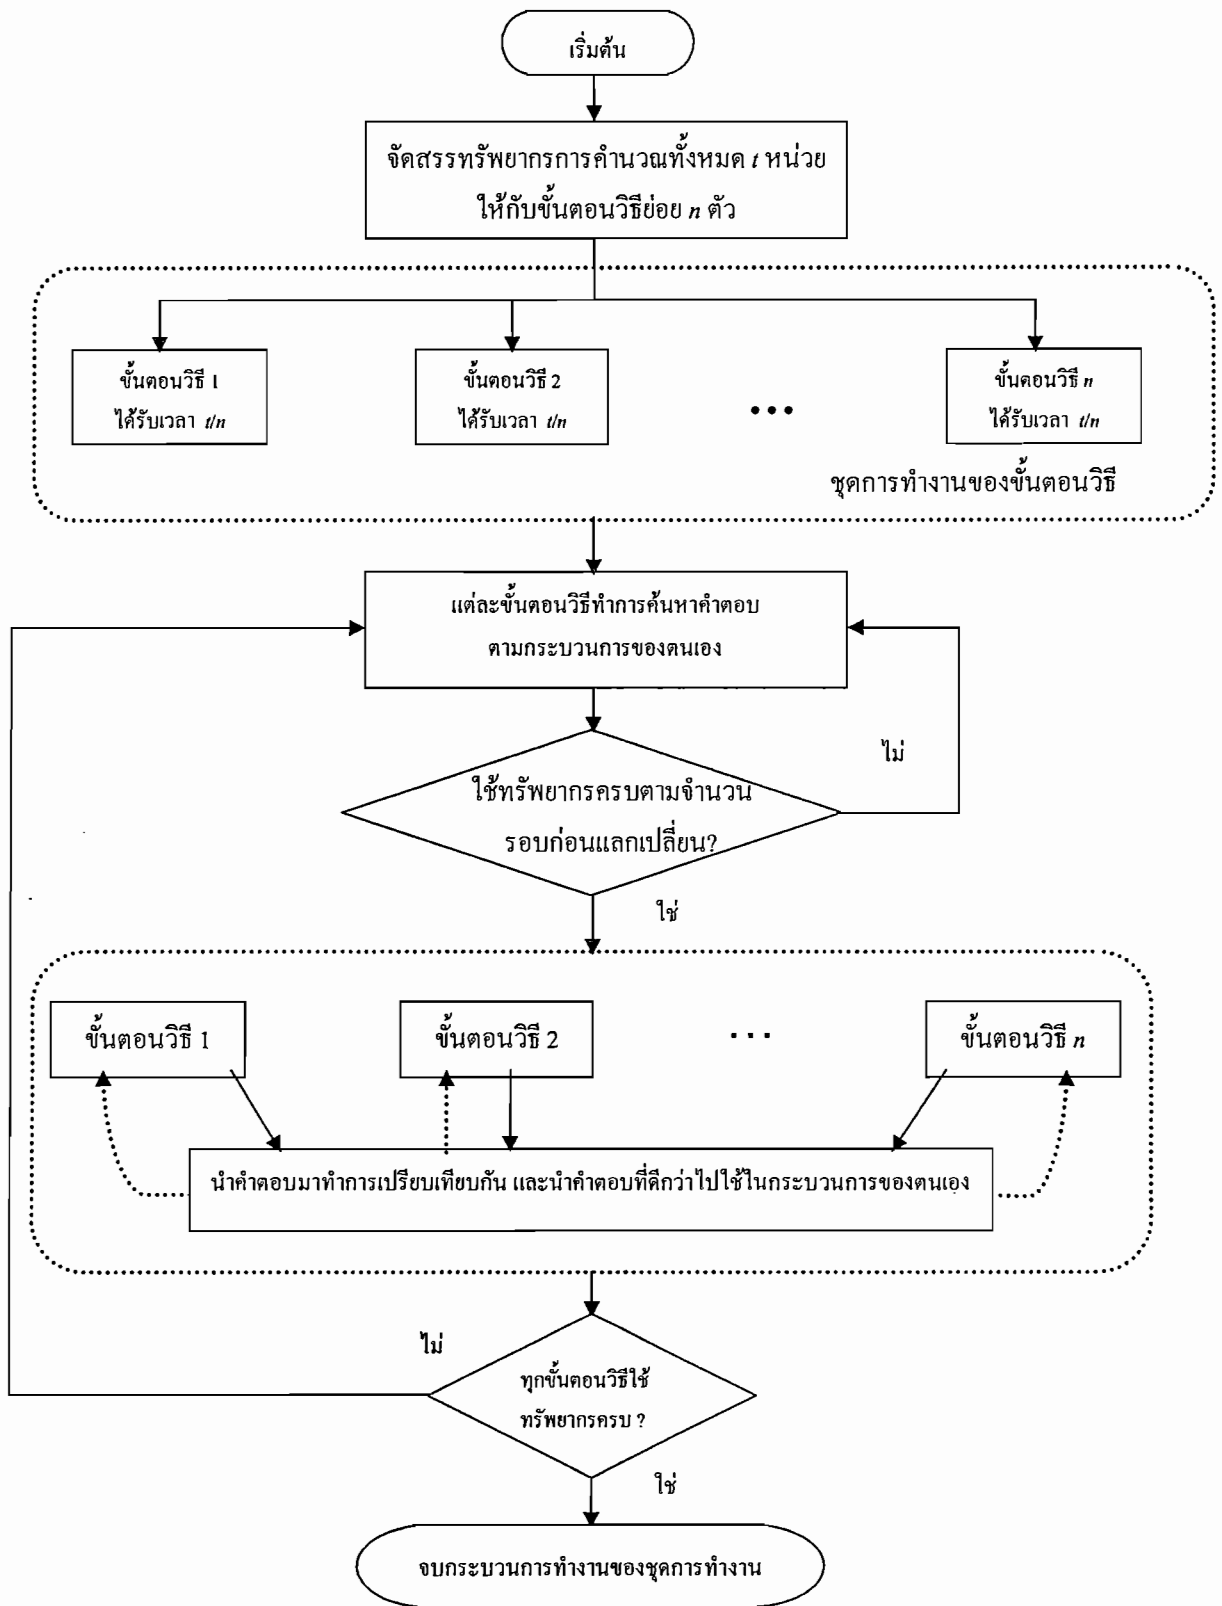 เริ่มต้น
จัดสรรทรัพยากรการคำนวณทั้งหมด t หน่วย
ให้กับขั้นตอนวิธีย่อย n ตัว
ขั้นตอนวิธี 1
ได้รับเวลา t/n
ขั้นตอนวิธี 2
ได้รับเวลา t/n
...
ขั้นตอนวิธี n
ได้รับเวลา t/n
ชุดการทำงานของขั้นตอนวิธี
แต่ละขั้นตอนวิธีทำการค้นหาคำตอบ
ตามกระบวนการของตนเอง
ไม่
ใช้ทรัพยากรครบตามจำนวน
รอบก่อนแลกเปลี่ยน?
ใช่
ขั้นตอนวิธี 1
ขั้นตอนวิธี 2
...
ขั้นตอนวิธี n
นำคำตอบมาทำการเปรียบเทียบกัน และนำคำตอบที่ดีกว่าไปใช้ในกระบวนการของตนเอง
ไม่
ทุกขั้นตอนวิธีใช้
ทรัพยากรครบ ?
ใช่
จบกระบวนการทำงานของชุดการทำงาน